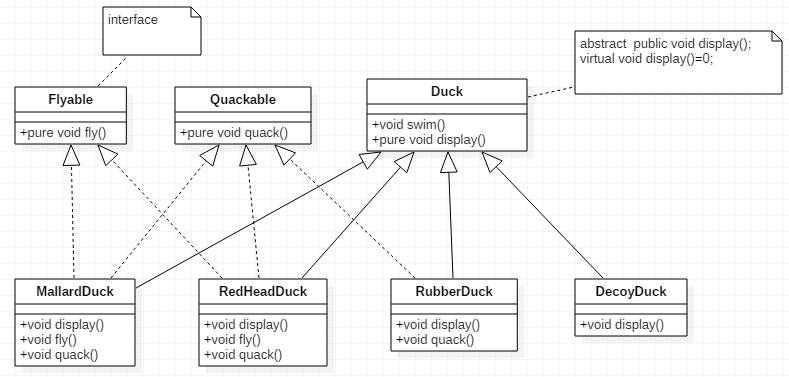 interface
abstract  public void display();
virtual void display()=0;
Flyable
+pure void fly()
Quackable
+pure void quack()
Duck
+void swim()
+pure void display()
MallardDuck
+void display()
+void fly()
+void quack()
RedHeadDuck
+void display()
+void fly()
+void quack()
RubberDuck
+void display()
+void quack()
DecoyDuck
+void display()